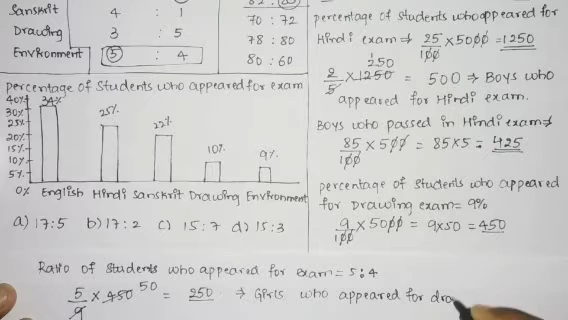 Sanskrit 4 : 1
Drawing 3 : 5
Environment 5 : 4
70 : 72
78 : 80
80 : 60
percentage of students who appeared for exam
40%
30% 34%
25% 25%
20% 22%
15%
10% 10%
5% 9%
0% English Hindi Sanskrit Drawing Environment
a) 17:5 b) 17:2 c) 15:7 d) 15:3
percentage of students who appeared for
Hindi exam ⇒ 25/100 × 5000 = 1250
2/5 × 1250 250 = 500 ⇒ Boys who
appeared for Hindi exam.
Boys who passed in Hindi exam ⇒
85/100 × 500 = 85×5 = 425
percentage of students who appeared
for Drawing exam = 9%
9/100 × 5000 = 9×50 = 450
Ratio of students who appeared for exam = 5:4
5/9 × 450 50 = 250 ⇒ Girls who appeared for dra